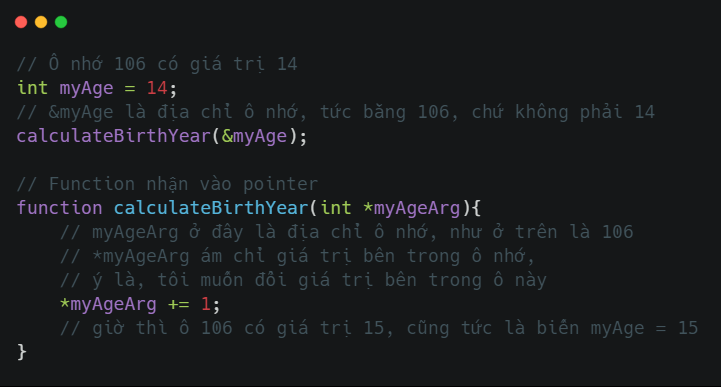 // Ô nhớ 106 có giá trị 14
int myAge = 14;
// &myAge là địa chỉ ô nhớ, tức bằng 106, chứ không phải 14
calculateBirthYear(&myAge);
// Function nhận vào pointer
function calculateBirthYear(int *myAgeArg){
    // myAgeArg ở đây là địa chỉ ô nhớ, như ở trên là 106
    // *myAgeArg ám chỉ giá trị bên trong ô nhớ,
    // ý là, tôi muốn đổi giá trị bên trong ô này
    *myAgeArg += 1;
    // giờ thì ô 106 có giá trị 15, cũng tức là biến myAge = 15
}